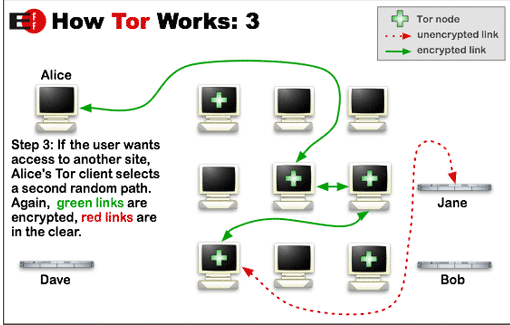 EFF How Tor Works: 3
Tor node
unencrypted link
encrypted link
Alice
Step 3: If the user wants
access to another site,
Alice's Tor client selects
a second random path.
Again, green links are
encrypted, red links are
in the clear.
Jane
Dave
Bob